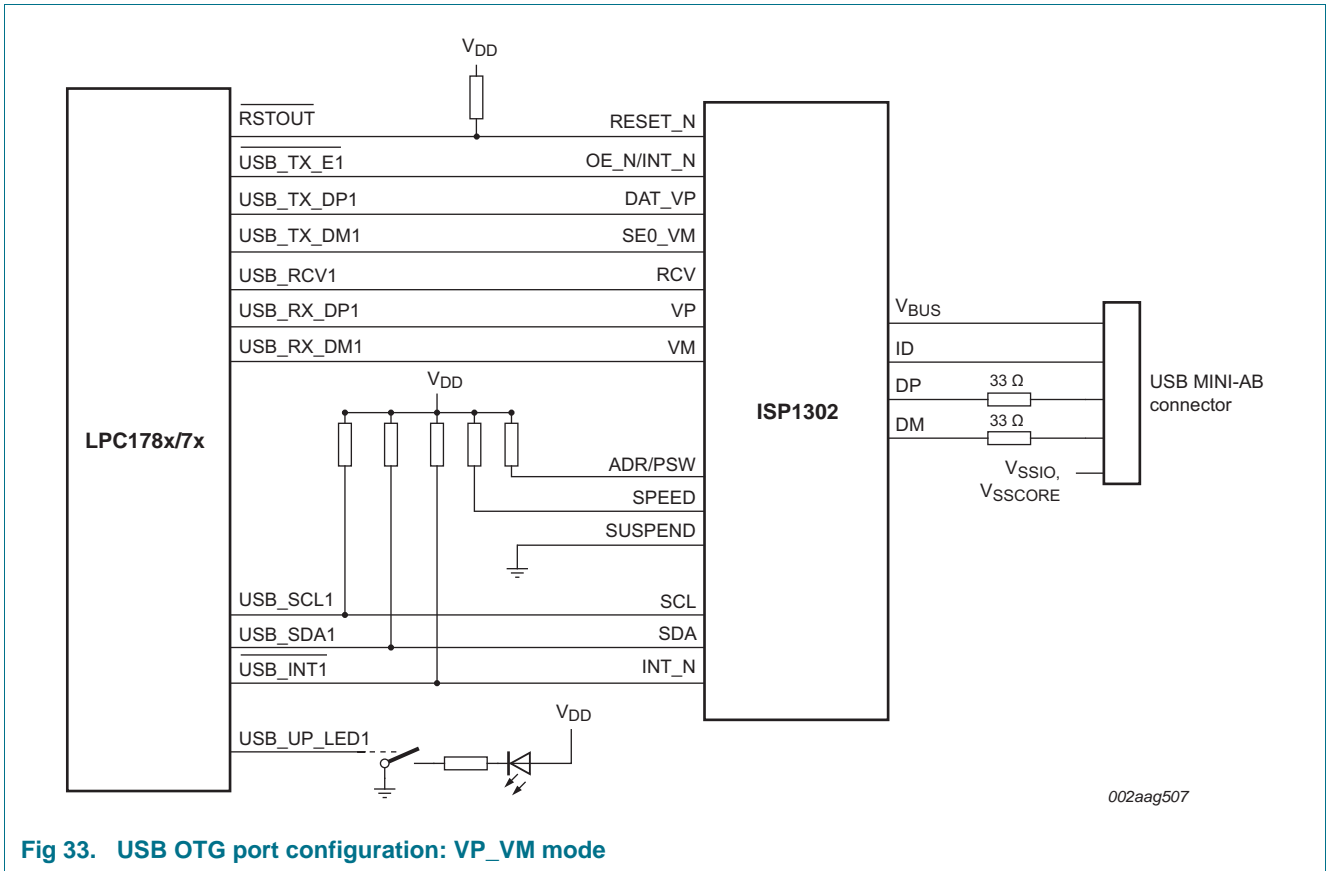 VDD
RSTOUT
RESET_N
USB_TX_E1
OE_N/INT_N
USB_TX_DP1
DAT_VP
USB_TX_DM1
SE0_VM
USB_RCV1
RCV
USB_RX_DP1
VP
USB_RX_DM1
VM
VBUS
ID
DP
33 Ω
DM
33 Ω
VSSIO,
VSSCORE
USB MINI-AB
connector
LPC178x/7x
ISP1302
VDD
ADR/PSW
SPEED
SUSPEND
USB_SCL1
SCL
USB_SDA1
SDA
USB_INT1
INT_N
VDD
USB_UP_LED1
002aag507
Fig 33. USB OTG port configuration: VP_VM mode